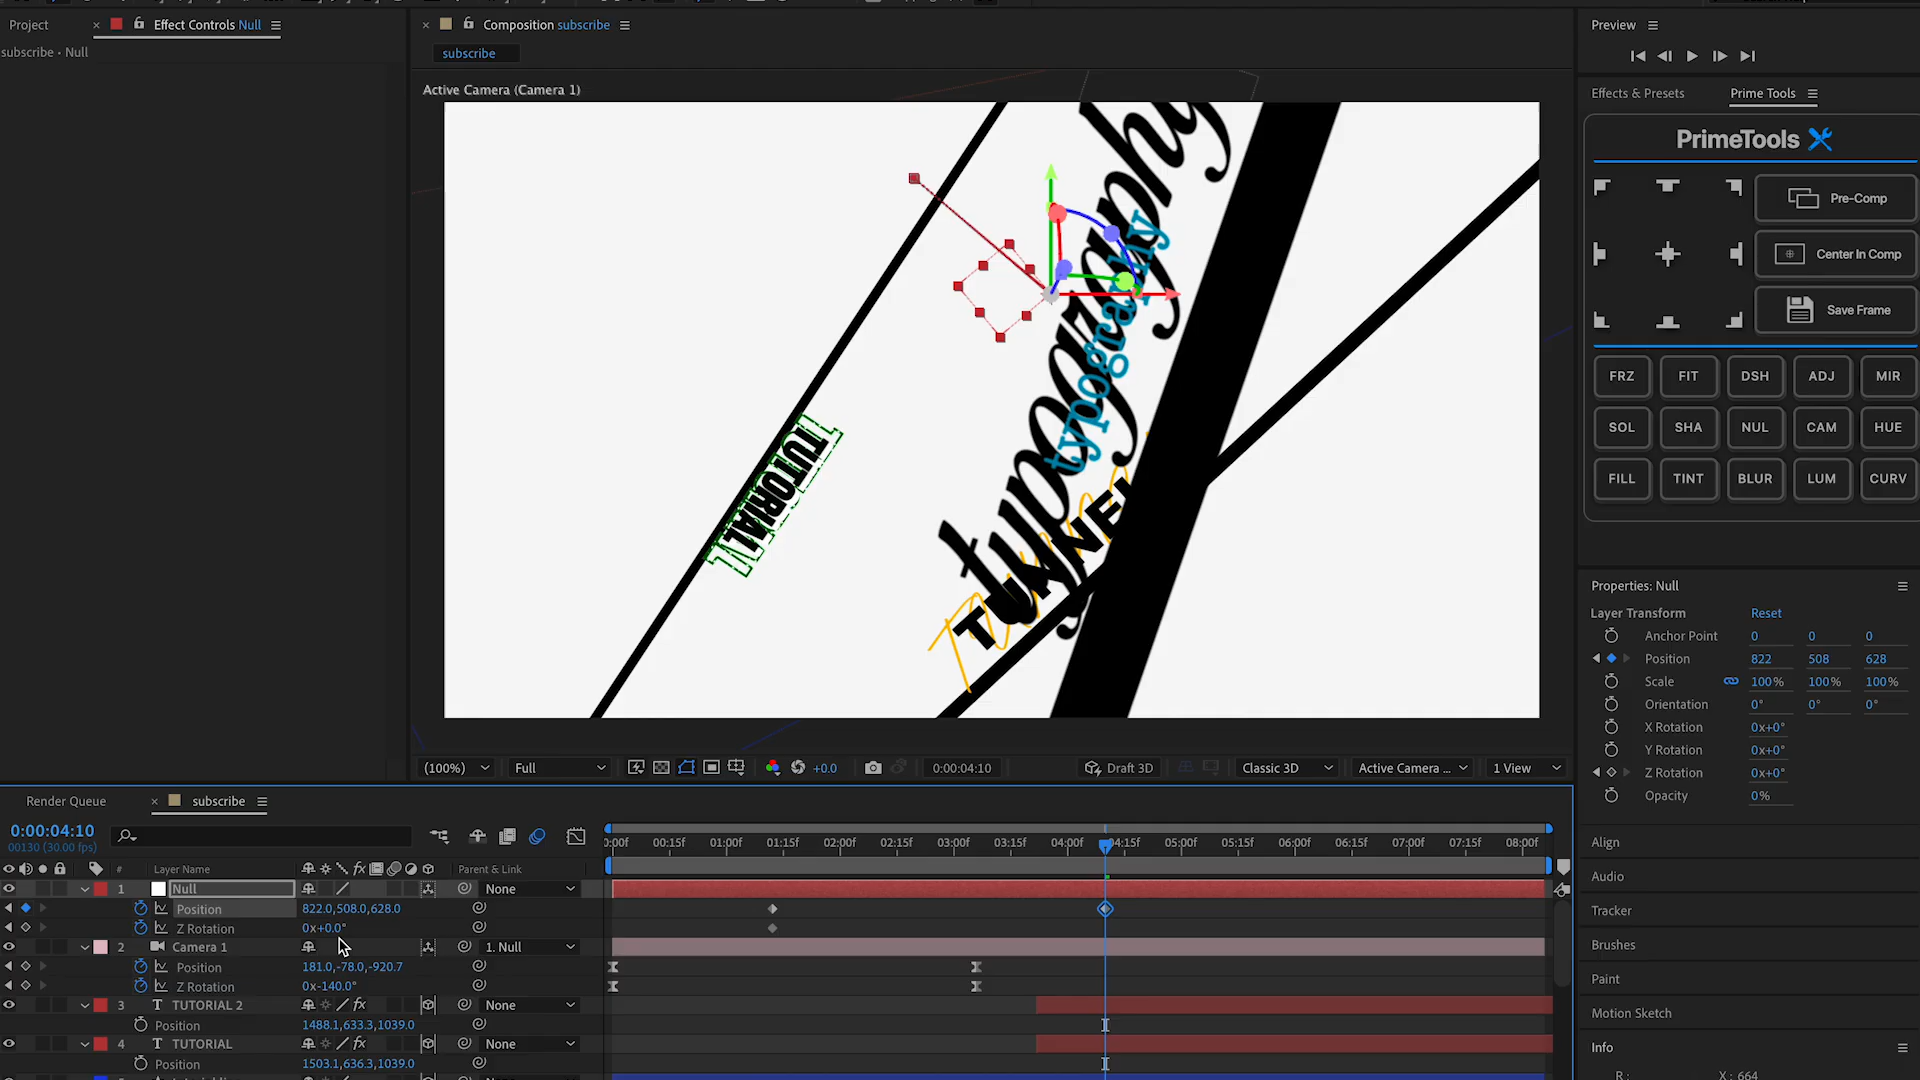 Project
× Effect Controls Null
subscribe • Null
× Composition subscribe
subscribe
Active Camera (Camera 1)
typography
typography
TUNNEL
TUTORIAL
(100%)
Full
+0.0
0:00:04:10
Draft 3D
Classic 3D
Active Camera ...
1 View
Preview
Effects & Presets
Prime Tools
PrimeTools
Pre-Comp
Center In Comp
Save Frame
FRZ FIT DSH ADJ MIR
SOL SHA NUL CAM HUE
FILL TINT BLUR LUM CURV
Properties: Null
Layer Transform Reset
Anchor Point 0 0 0
Position 822 508 628
Scale 100% 100% 100%
Orientation 0° 0° 0°
X Rotation 0x+0°
Y Rotation 0x+0°
Z Rotation 0x+0°
Opacity 0%
Align
Audio
Tracker
Brushes
Paint
Motion Sketch
Info
X: 664
Render Queue
× subscribe
0:00:04:10
00130 (30.00 fps)
:00f 00:15f 01:00f 01:15f 02:00f 02:15f 03:00f 03:15f 04:00f 04:15f 05:00f 05:15f 06:00f 06:15f 07:00f 07:15f 08:00f
# Layer Name fx Parent & Link
1 Null None
Position 822.0,508.0,628.0
Z Rotation 0x+0.0°
2 Camera 1 1. Null
Position 181.0,-78.0,-920.7
Z Rotation 0x-140.0°
3 T TUTORIAL 2 fx None
Position 1488.1,633.3,1039.0
4 T TUTORIAL fx None
Position 1503.1,636.3,1039.0